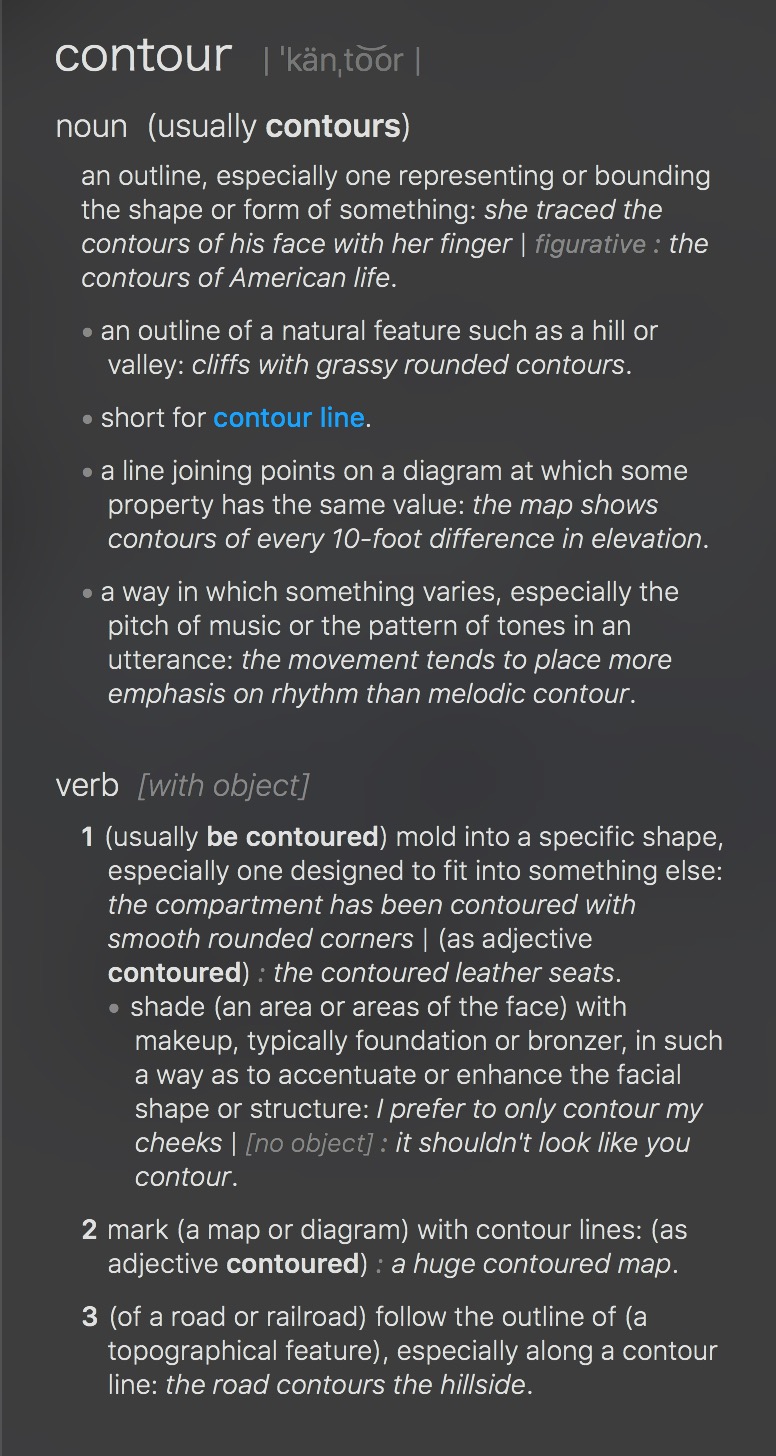 contour | ˈkänˌto͝or |
noun (usually contours)
an outline, especially one representing or bounding
the shape or form of something: she traced the
contours of his face with her finger | figurative : the
contours of American life.
• an outline of a natural feature such as a hill or
valley: cliffs with grassy rounded contours.
• short for contour line.
• a line joining points on a diagram at which some
property has the same value: the map shows
contours of every 10-foot difference in elevation.
• a way in which something varies, especially the
pitch of music or the pattern of tones in an
utterance: the movement tends to place more
emphasis on rhythm than melodic contour.
verb [with object]
1 (usually be contoured) mold into a specific shape,
especially one designed to fit into something else:
the compartment has been contoured with
smooth rounded corners | (as adjective
contoured) : the contoured leather seats.
• shade (an area or areas of the face) with
makeup, typically foundation or bronzer, in such
a way as to accentuate or enhance the facial
shape or structure: I prefer to only contour my
cheeks | [no object] : it shouldn't look like you
contour.
2 mark (a map or diagram) with contour lines: (as
adjective contoured) : a huge contoured map.
3 (of a road or railroad) follow the outline of (a
topographical feature), especially along a contour
line: the road contours the hillside.